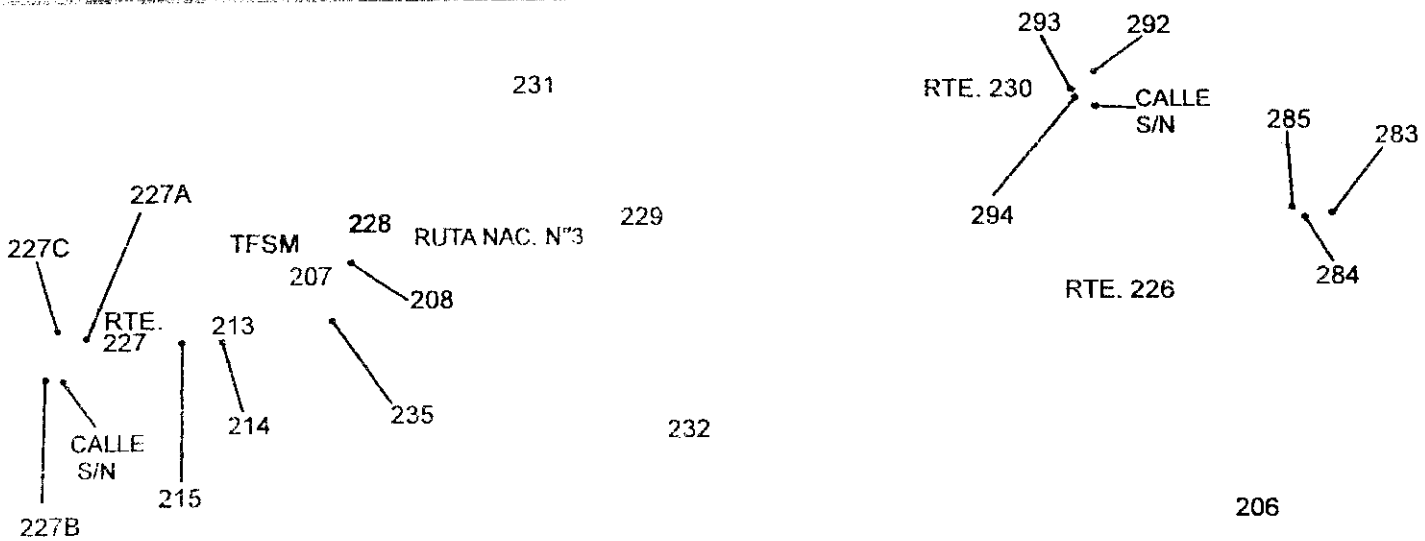 293
292
231
RTE. 230
CALLE
S/N
285
283
227A
294
228
RUTA NAC. N°3
229
227C
TFSM
207
208
284
RTE. 226
RTE.
227
213
235
214
232
CALLE
S/N
215
206
227B